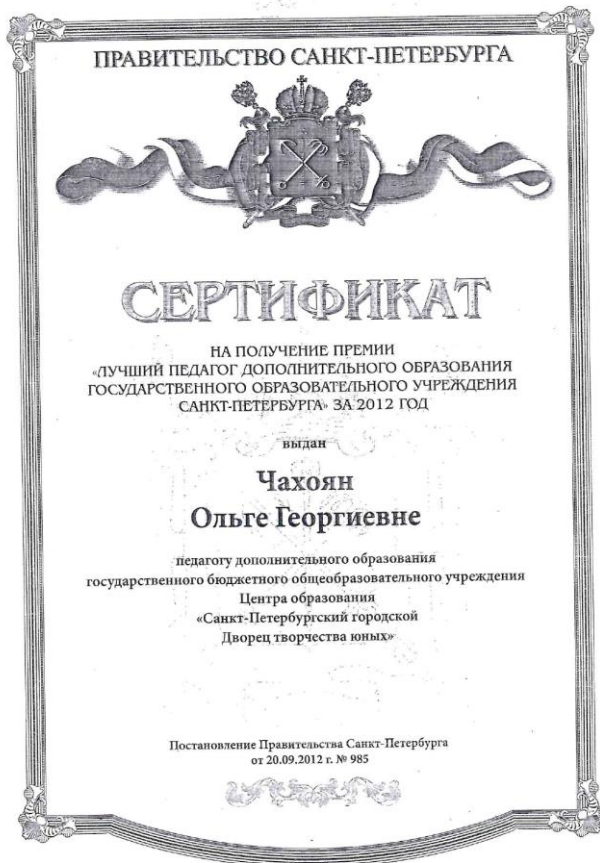 ПРАВИТЕЛЬСТВО САНКТ-ПЕТЕРБУРГА
СЕРТИФИКАТ
НА ПОЛУЧЕНИЕ ПРЕМИИ
«ЛУЧШИЙ ПЕДАГОГ ДОПОЛНИТЕЛЬНОГО ОБРАЗОВАНИЯ
ГОСУДАРСТВЕННОГО ОБРАЗОВАТЕЛЬНОГО УЧРЕЖДЕНИЯ
САНКТ-ПЕТЕРБУРГА» ЗА 2012 ГОД
выдан
Чахоян
Ольге Георгиевне
педагогу дополнительного образования
государственного бюджетного общеобразовательного учреждения
Центра образования
«Санкт-Петербургский городской
Дворец творчества юных»
Постановление Правительства Санкт-Петербурга
от 20.09.2012 г. № 985